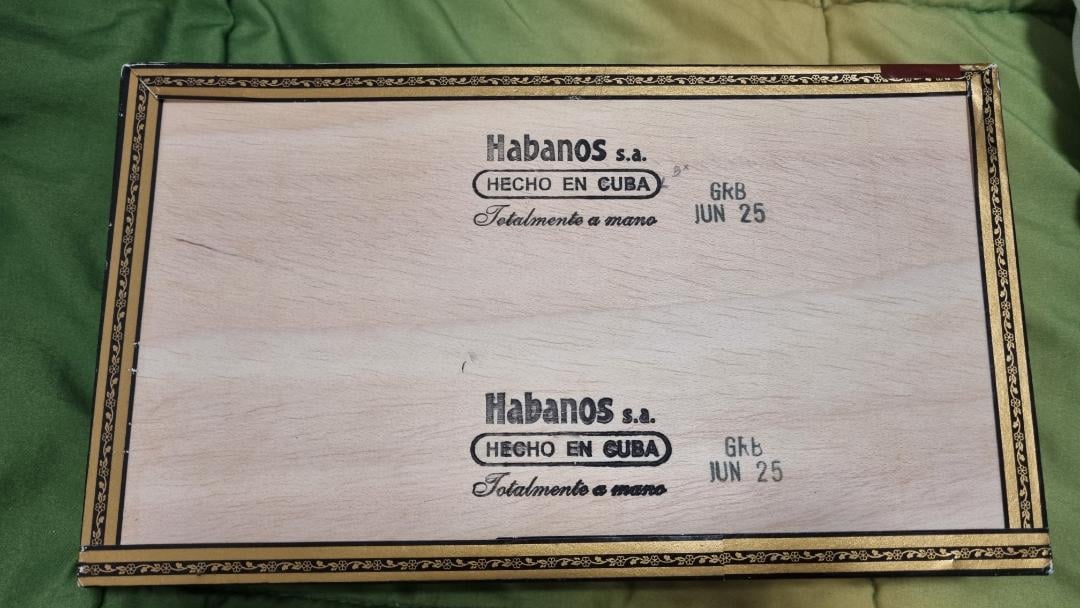 Habanos s.a.
HECHO EN CUBA
Totalmente a mano
GRB
JUN 25
Habanos s.a.
HECHO EN CUBA
Totalmente a mano
GRB
JUN 25